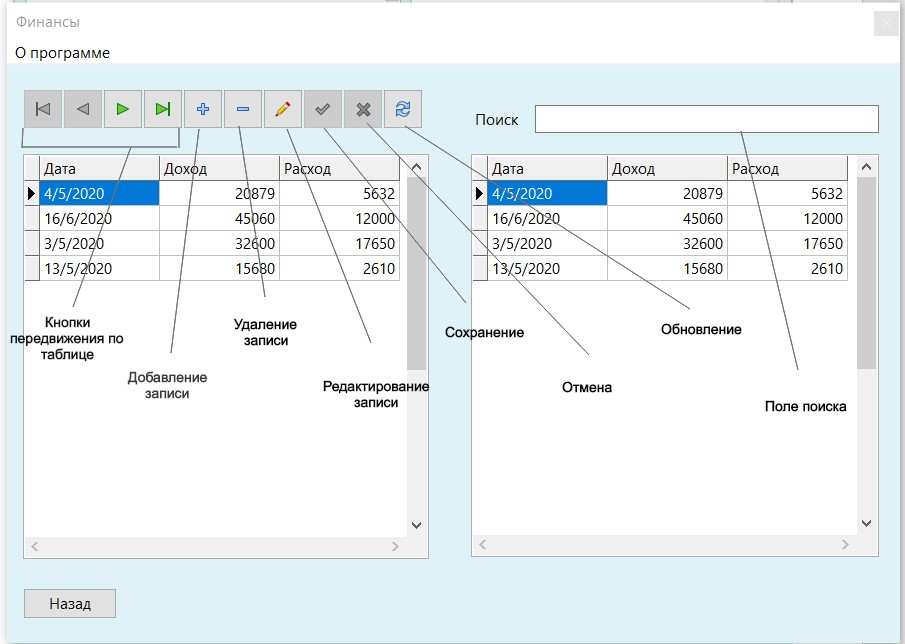 Финансы
О программе
Поиск
Дата Доход Расход
4/5/2020 20879 5632
16/6/2020 45060 12000
3/5/2020 32600 17650
13/5/2020 15680 2610
Дата Доход Расход
4/5/2020 20879 5632
16/6/2020 45060 12000
3/5/2020 32600 17650
13/5/2020 15680 2610
Кнопки
передвижения по
таблице
Добавление
записи
Удаление
записи
Редактирование
записи
Сохранение
Отмена
Обновление
Поле поиска
Назад